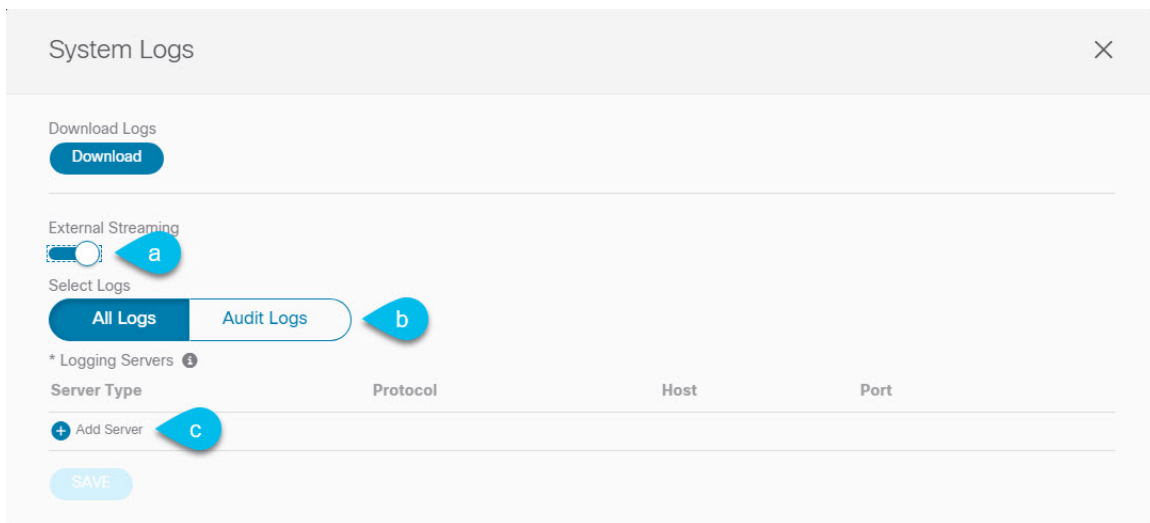 System Logs
Download Logs
Download
External Streaming
a
Select Logs
All Logs Audit Logs
b
* Logging Servers
Server Type Protocol Host Port
Add Server
c
SAVE